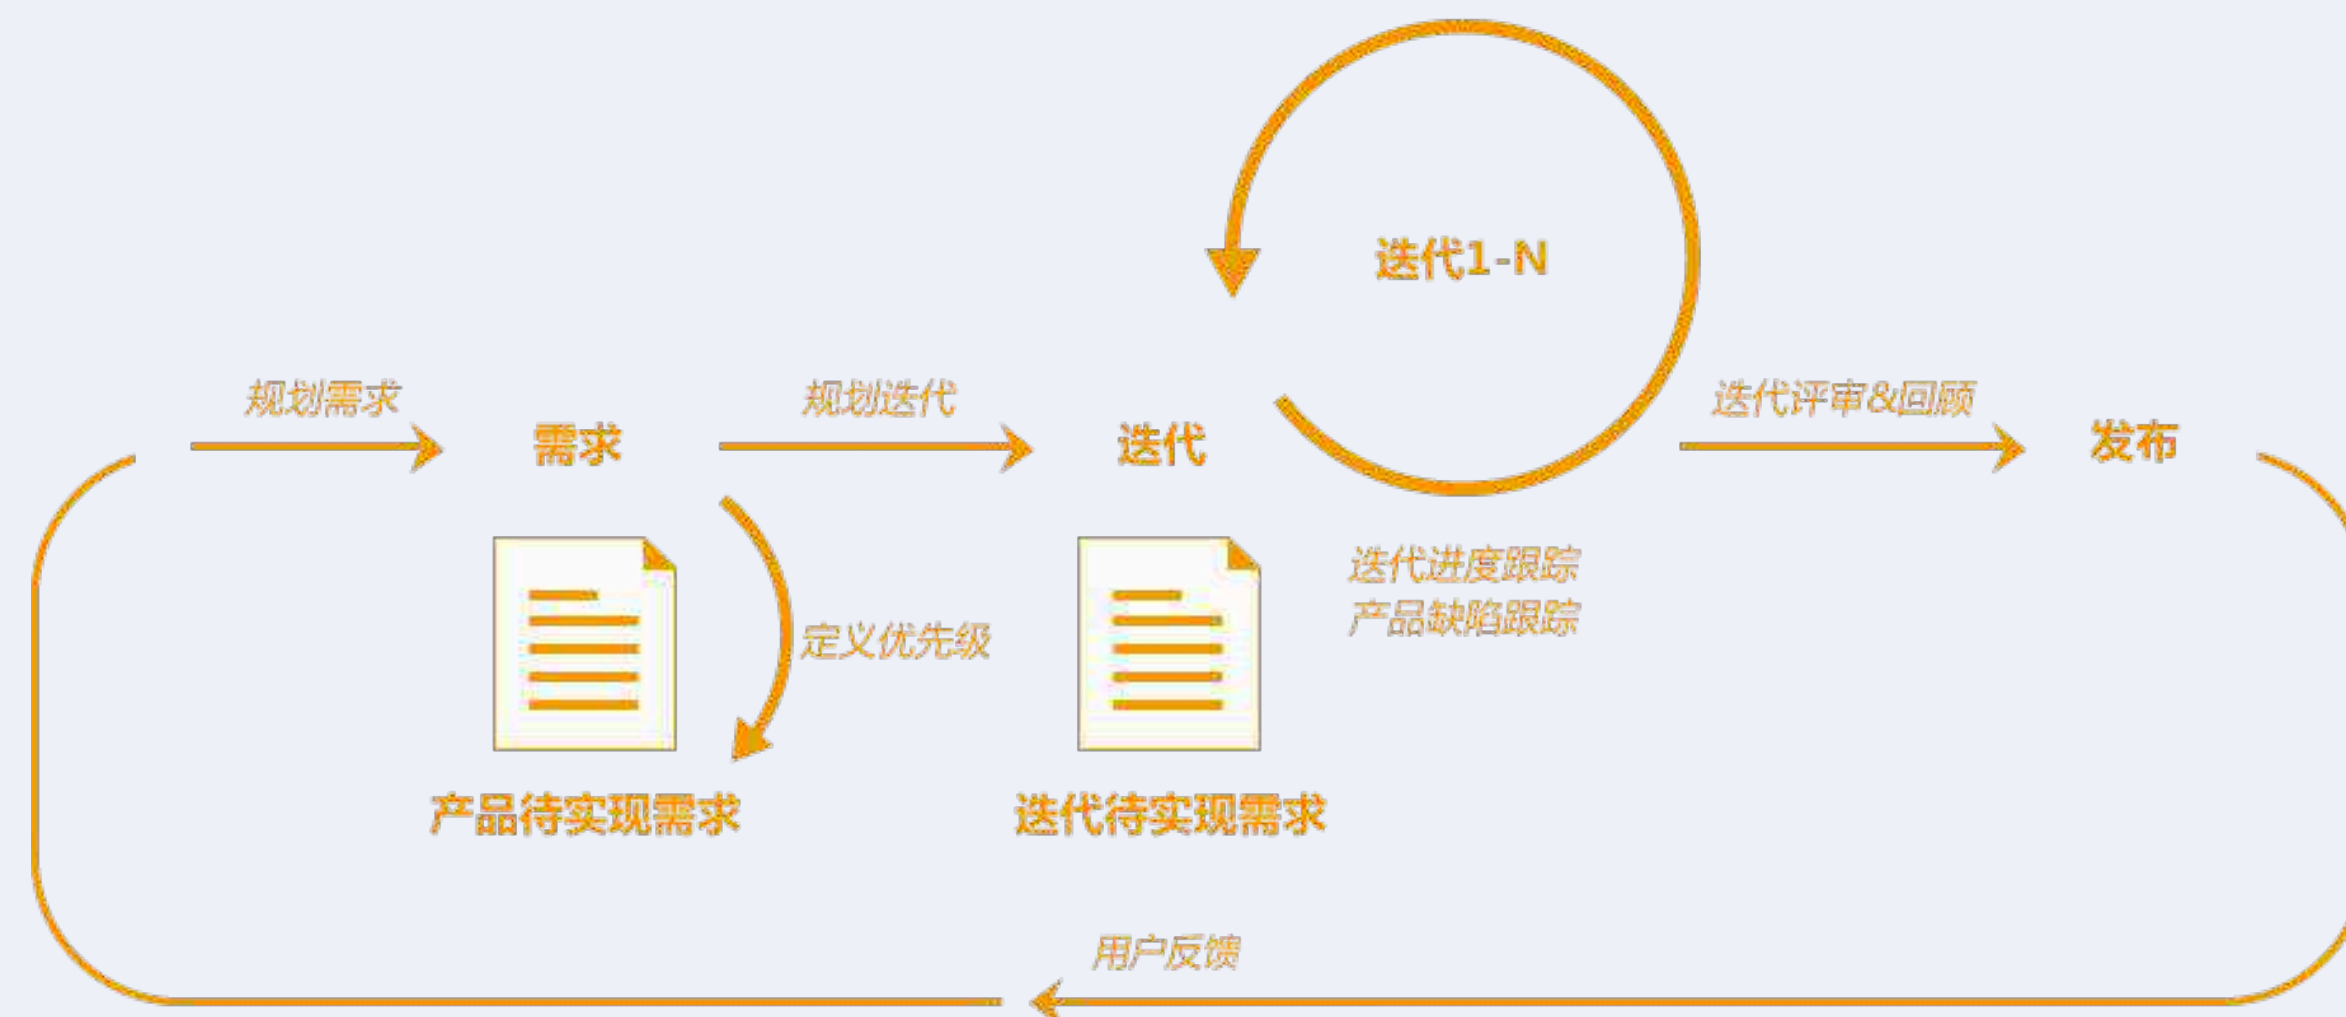 迭代1-N
规划需求
规划迭代
迭代评审&回顾
需求
迭代
发布
迭代进度跟踪
产品缺陷跟踪
定义优先级
产品待实现需求
迭代待实现需求
用户反馈